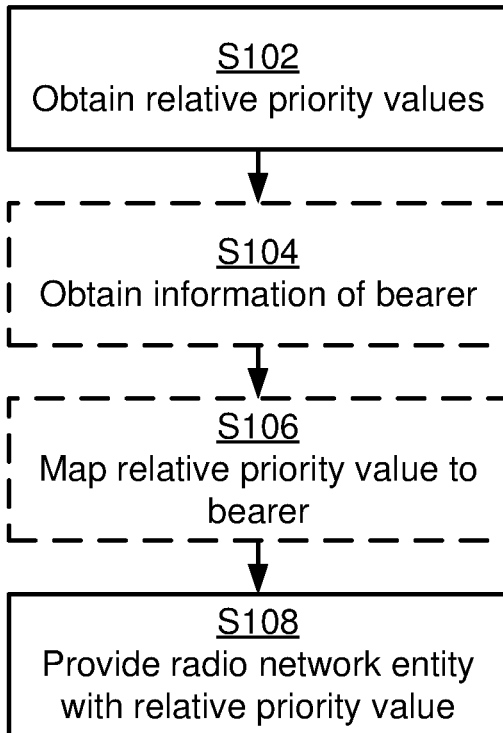 S102
Obtain relative priority values
S104
Obtain information of bearer
S106
Map relative priority value to
bearer
S108
Provide radio network entity
with relative priority value